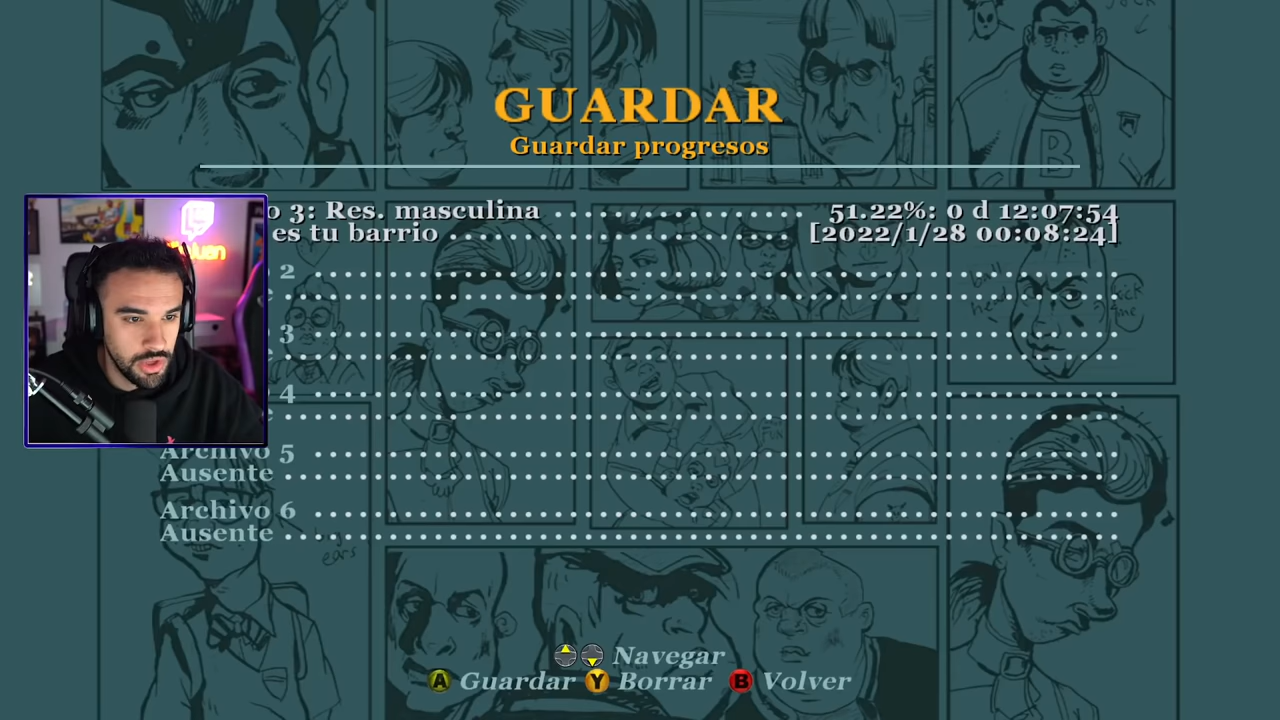 GUARDAR
Guardar progresos
o 3: Res. masculina 51.22%: 0 d 12:07:54
es tu barrio [2022/1/28 00:08:24]
2
3
4
Archivo 5
Ausente
Archivo 6
Ausente
Navegar
A Guardar Y Borrar B Volver